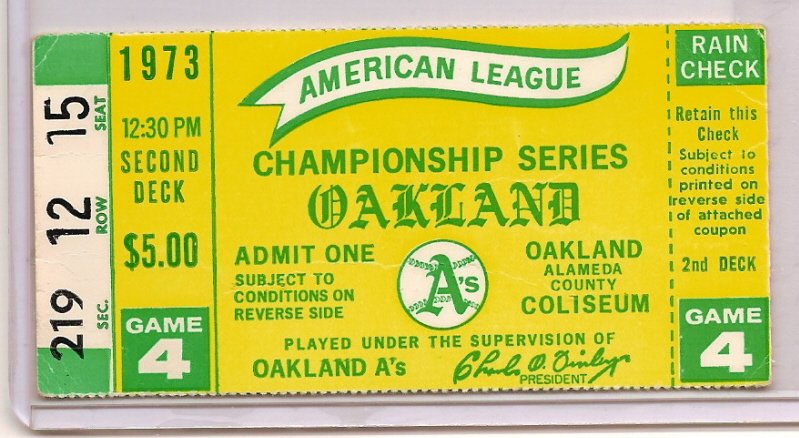 15 SEAT
12 ROW
219 SEC.
1973
12:30 PM
SECOND
DECK
$5.00
GAME
4
AMERICAN LEAGUE
CHAMPIONSHIP SERIES
OAKLAND
ADMIT ONE
SUBJECT TO
CONDITIONS ON
REVERSE SIDE
A's
OAKLAND
ALAMEDA
COUNTY
COLISEUM
PLAYED UNDER THE SUPERVISION OF
OAKLAND A's
Charles O. Finley
PRESIDENT
RAIN
CHECK
Retain this
Check
Subject to
conditions
printed on
reverse side
of attached
coupon
2nd DECK
GAME
4